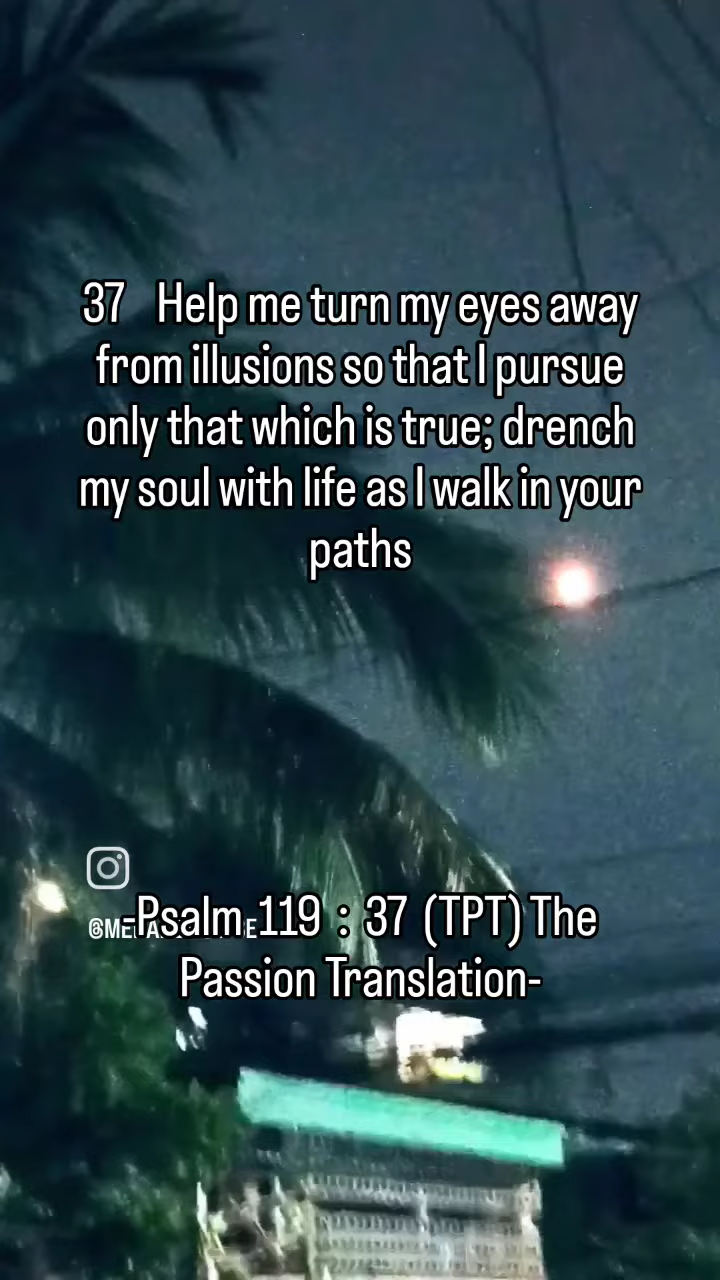 37 Help me turn my eyes away
from illusions so that I pursue
only that which is true; drench
my soul with life as I walk in your
paths
-Psalm 119 : 37 (TPT) The
Passion Translation-